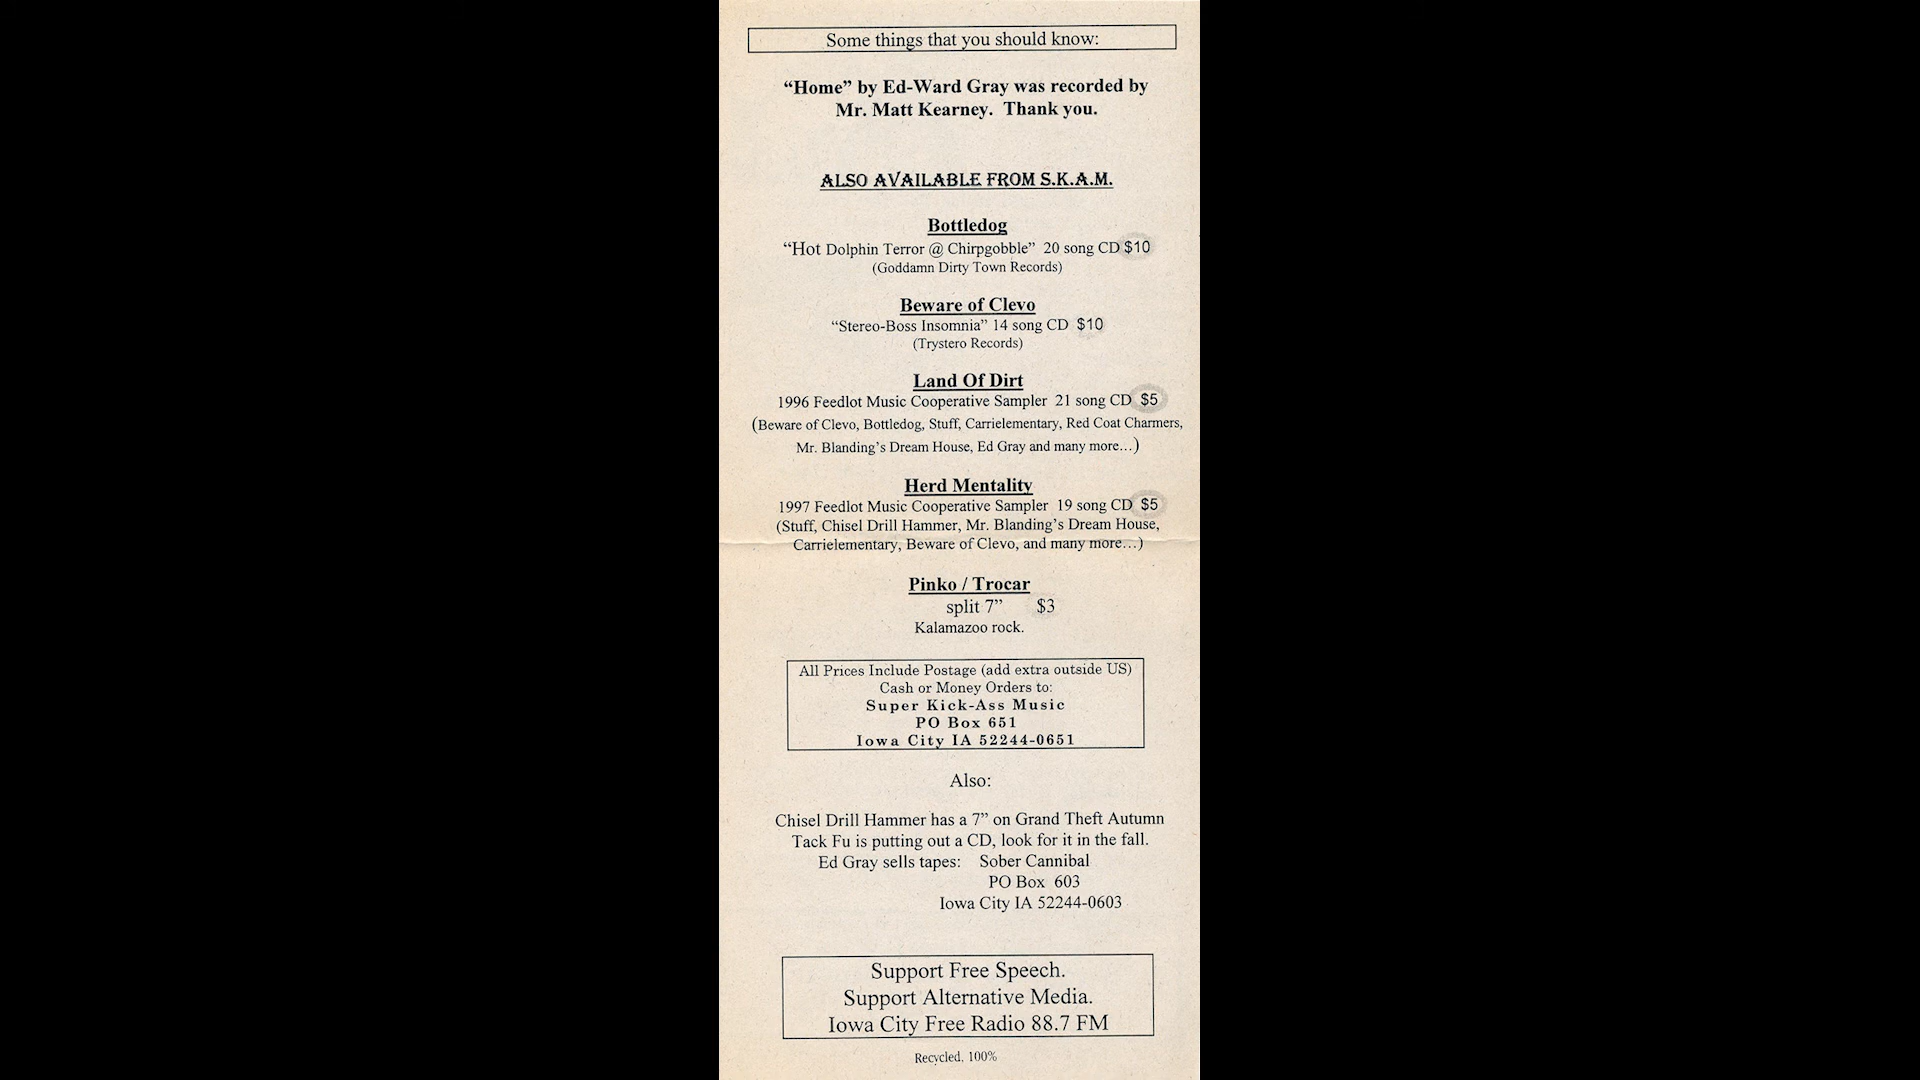 Some things that you should know:
“Home” by Ed-Ward Gray was recorded by
Mr. Matt Kearney.  Thank you.
ALSO AVAILABLE FROM S.K.A.M.
Bottledog
“Hot Dolphin Terror @ Chirpgobble”  20 song CD $10
(Goddamn Dirty Town Records)
Beware of Clevo
“Stereo-Boss Insomnia” 14 song CD  $10
(Trystero Records)
Land Of Dirt
1996 Feedlot Music Cooperative Sampler  21 song CD  $5
(Beware of Clevo, Bottledog, Stuff, Carrielementary, Red Coat Charmers,
Mr. Blanding’s Dream House, Ed Gray and many more…)
Herd Mentality
1997 Feedlot Music Cooperative Sampler  19 song CD  $5
(Stuff, Chisel Drill Hammer, Mr. Blanding’s Dream House,
Carrielementary, Beware of Clevo, and many more…)
Pinko / Trocar
split 7”  $3
Kalamazoo rock.
All Prices Include Postage (add extra outside US)
Cash or Money Orders to:
Super Kick-Ass Music
PO Box 651
Iowa City IA 52244-0651
Also:
Chisel Drill Hammer has a 7” on Grand Theft Autumn
Tack Fu is putting out a CD, look for it in the fall.
Ed Gray sells tapes:  Sober Cannibal
PO Box  603
Iowa City IA 52244-0603
Support Free Speech.
Support Alternative Media.
Iowa City Free Radio 88.7 FM
Recycled, 100%